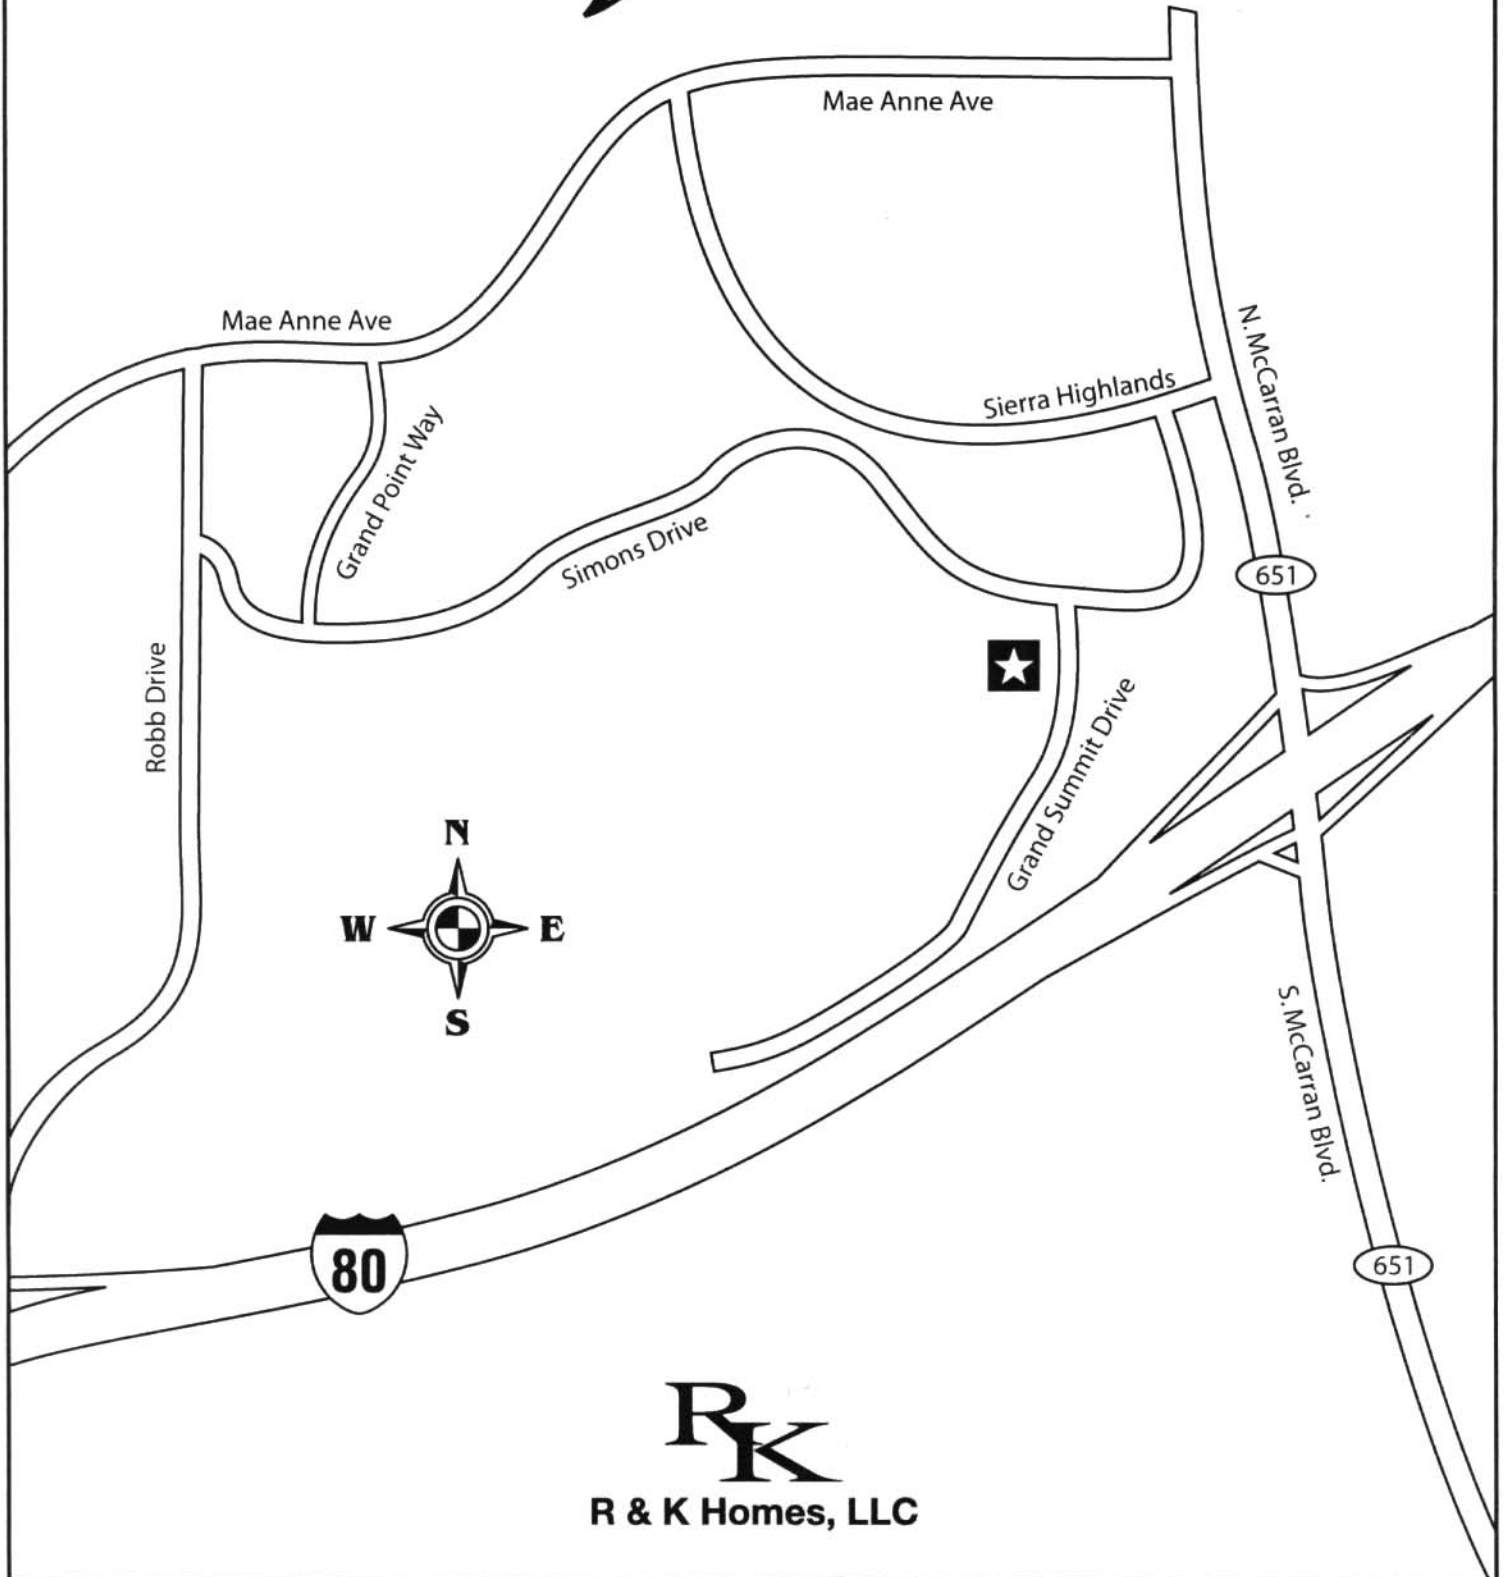 Mae Anne Ave
Mae Anne Ave
N. McCarran Blvd.
Sierra Highlands
Grand Point Way
Simons Drive
651
Robb Drive
Grand Summit Drive
N
W E
S
S. McCarran Blvd.
80
651
RK
R & K Homes, LLC